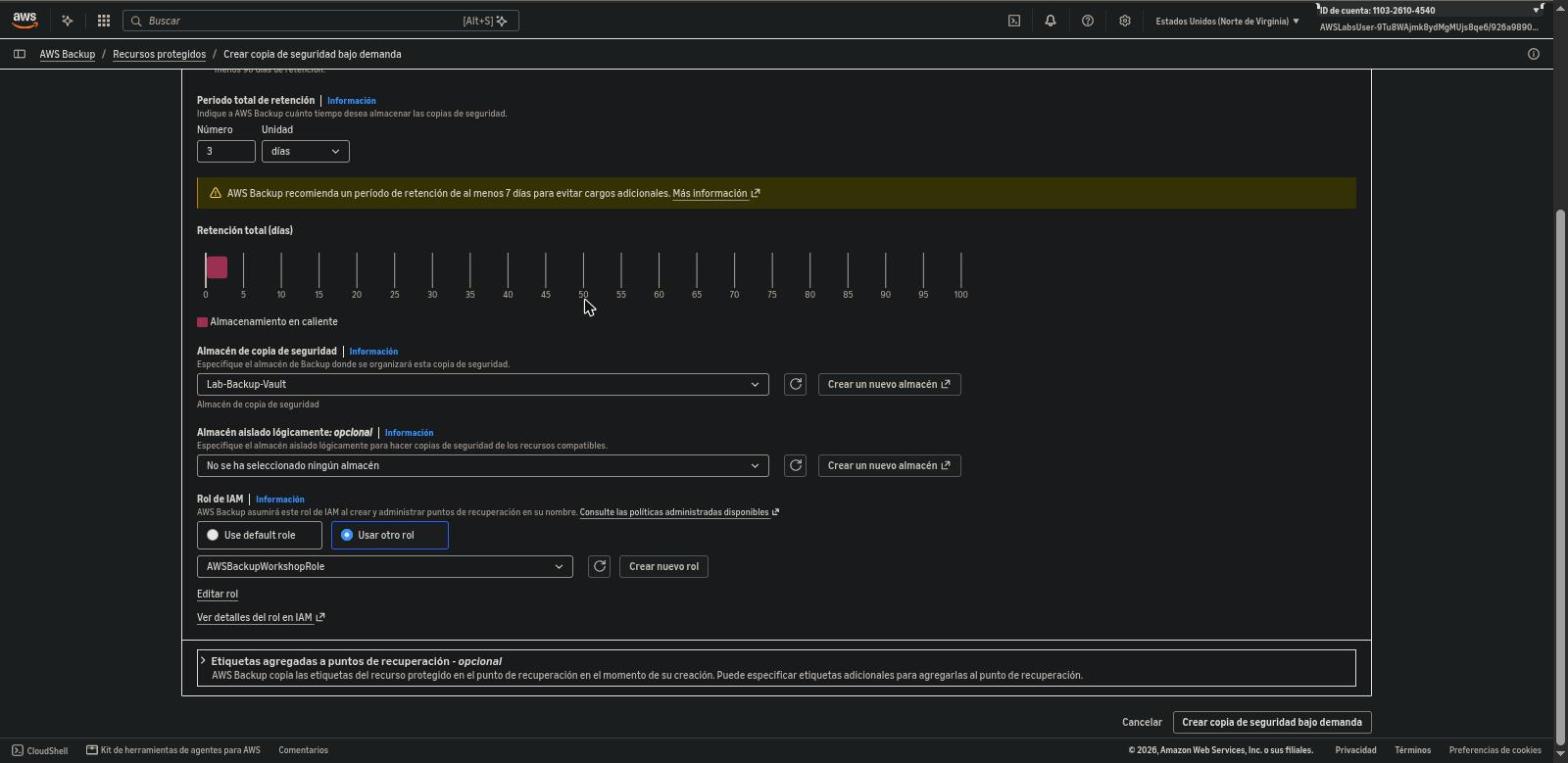 aws
Buscar
[Alt+S]
Estados Unidos (Norte de Virginia)
ID de cuenta: 1103-2610-4540
AWSLabsUser-9Tu8WAjmk8ydMgMUjs8qe6/926a9890...
AWS Backup / Recursos protegidos / Crear copia de seguridad bajo demanda
menos 90 días de retención.
Periodo total de retención | Información
Indique a AWS Backup cuánto tiempo desea almacenar las copias de seguridad.
Número Unidad
3 días
AWS Backup recomienda un período de retención de al menos 7 días para evitar cargos adicionales. Más información
Retención total (días)
0 5 10 15 20 25 30 35 40 45 50 55 60 65 70 75 80 85 90 95 100
Almacenamiento en caliente
Almacén de copia de seguridad | Información
Especifique el almacén de Backup donde se organizará esta copia de seguridad.
Lab-Backup-Vault
Crear un nuevo almacén
Almacén de copia de seguridad
Almacén aislado lógicamente: opcional | Información
Especifique el almacén aislado lógicamente para hacer copias de seguridad de los recursos compatibles.
No se ha seleccionado ningún almacén
Crear un nuevo almacén
Rol de IAM | Información
AWS Backup asumirá este rol de IAM al crear y administrar puntos de recuperación en su nombre. Consulte las políticas administradas disponibles
Use default role
Usar otro rol
AWSBackupWorkshopRole
Crear nuevo rol
Editar rol
Ver detalles del rol en IAM
Etiquetas agregadas a puntos de recuperación - opcional
AWS Backup copia las etiquetas del recurso protegido en el punto de recuperación en el momento de su creación. Puede especificar etiquetas adicionales para agregarlas al punto de recuperación.
Cancelar
Crear copia de seguridad bajo demanda
CloudShell
Kit de herramientas de agentes para AWS
Comentarios
© 2026, Amazon Web Services, Inc. o sus filiales.
Privacidad
Términos
Preferencias de cookies